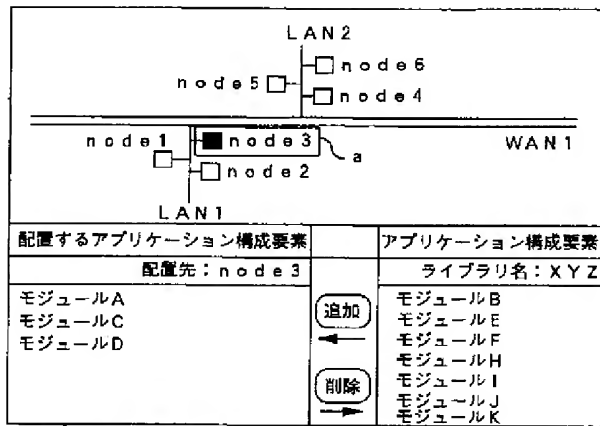 LAN2
node6
node5
node4
node1
node3
WAN1
a
node2
LAN1
配置するアプリケーション構成要素
アプリケーション構成要素
配置先：node3
ライブラリ名：XYZ
モジュールA
モジュールC
モジュールD
追加
削除
モジュールB
モジュールE
モジュールF
モジュールH
モジュールI
モジュールJ
モジュールK